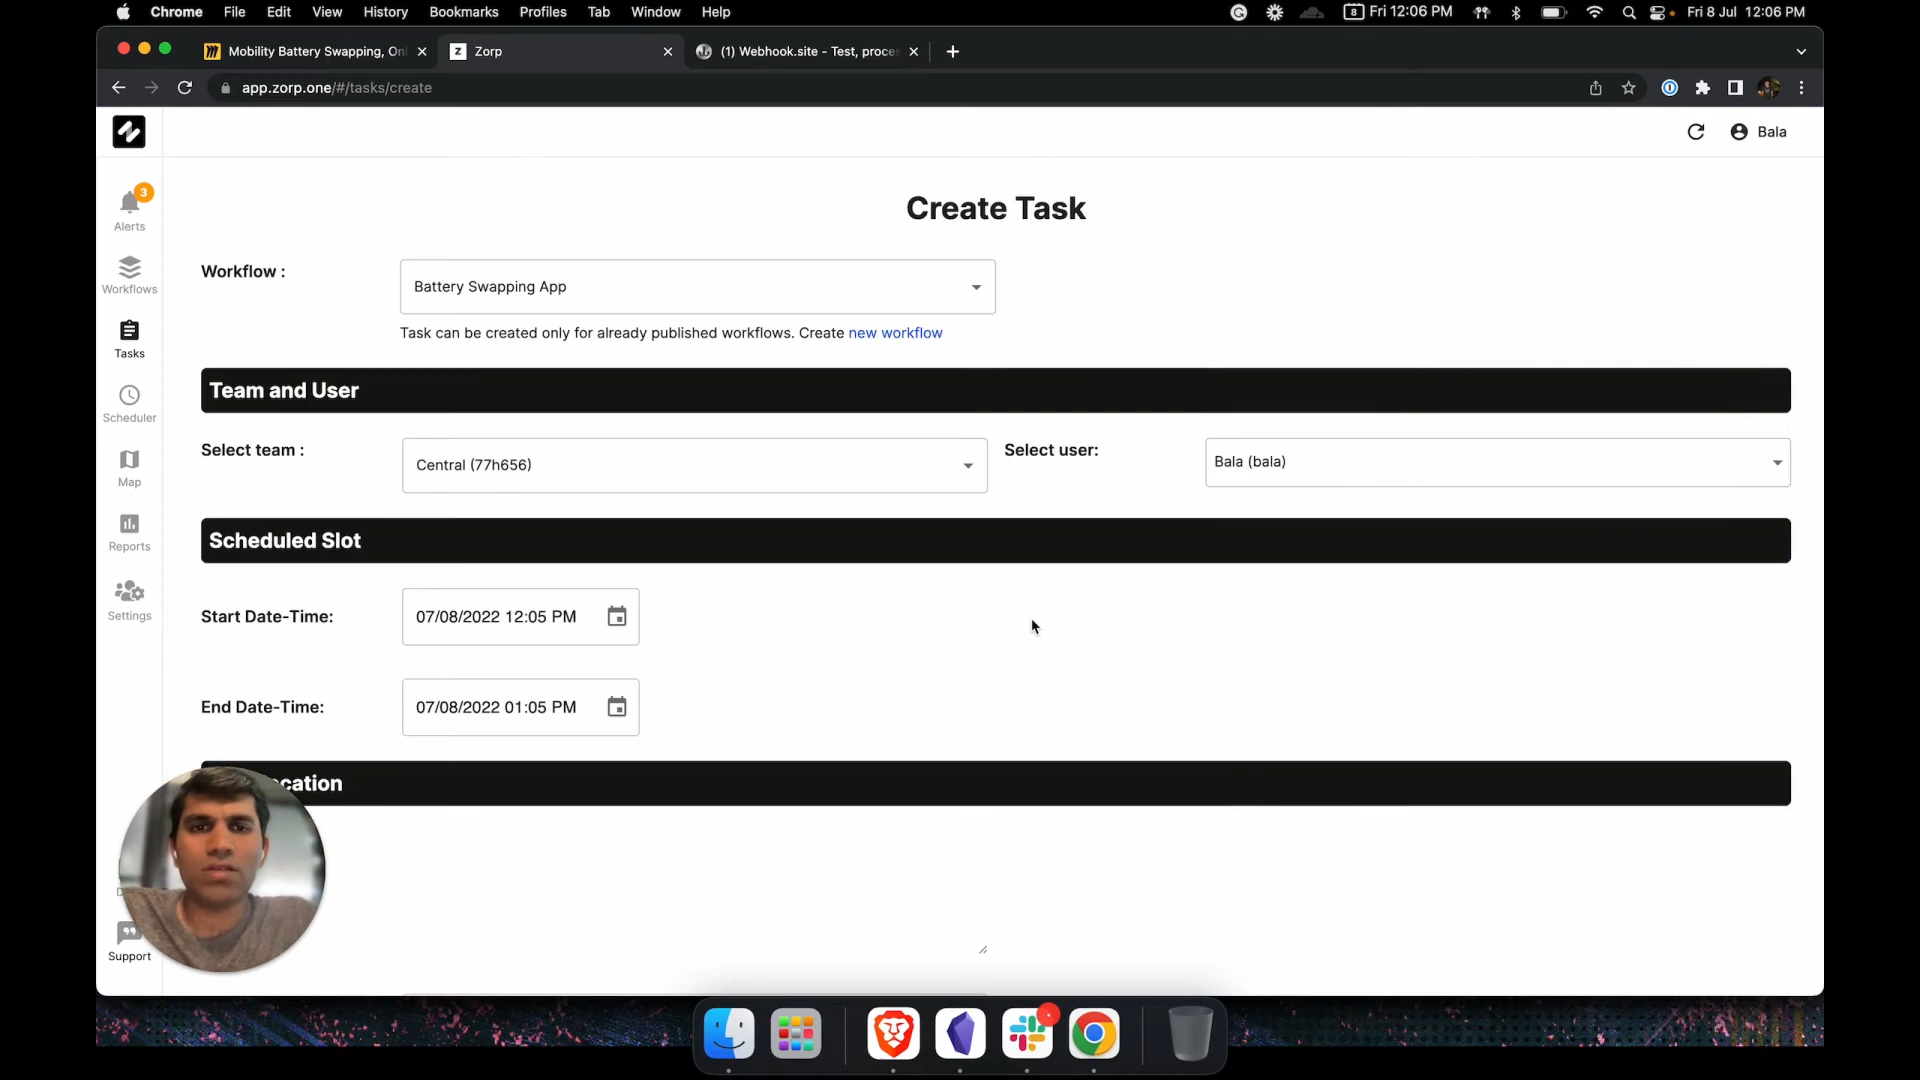 Chrome File Edit View History Bookmarks Profiles Tab Window Help 8 Fri 12:06 PM Fri 8 Jul 12:06 PM
Mobility Battery Swapping, Onl Zorp (1) Webhook.site - Test, proces
app.zorp.one/#/tasks/create
Bala
3
Alerts
Workflows
Tasks
Scheduler
Map
Reports
Settings
Support
Create Task
Workflow :
Battery Swapping App
Task can be created only for already published workflows. Create new workflow
Team and User
Select team :
Central (77h656)
Select user:
Bala (bala)
Scheduled Slot
Start Date-Time:
07/08/2022 12:05 PM
End Date-Time:
07/08/2022 01:05 PM